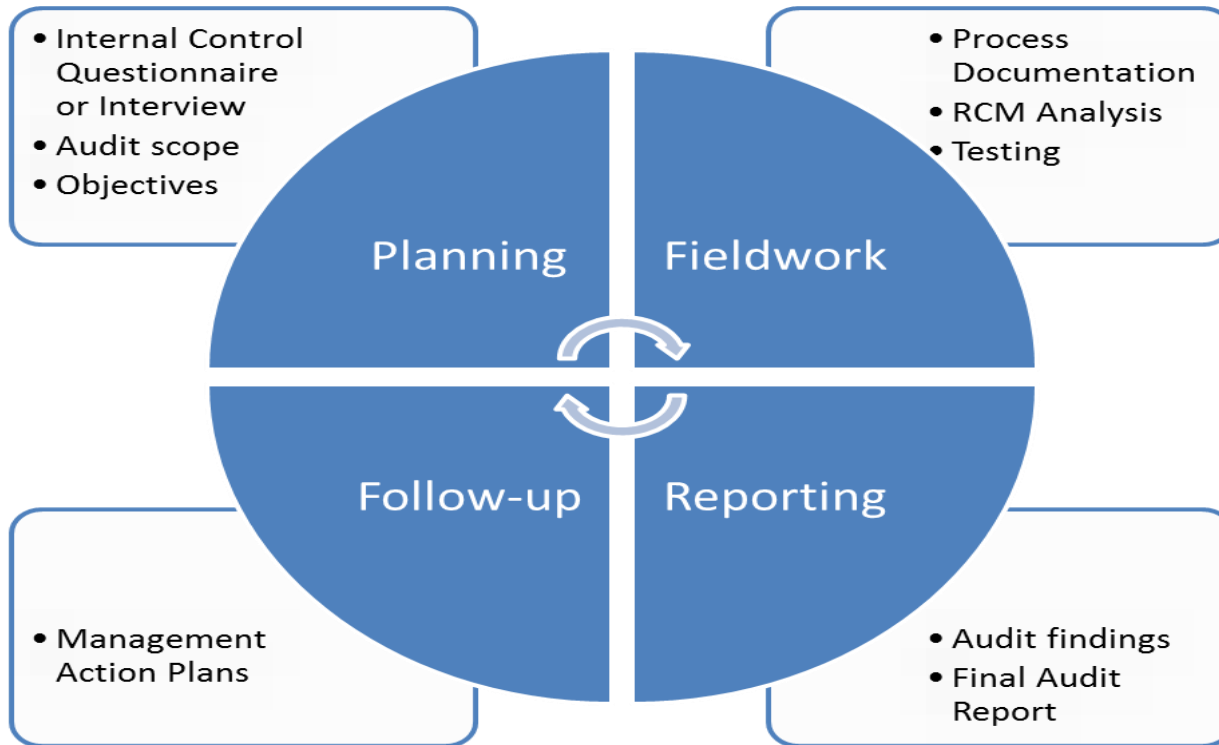 • Internal Control
Questionnaire
or Interview
• Audit scope
• Objectives
• Process
Documentation
• RCM Analysis
• Testing
Planning
Fieldwork
Follow-up
Reporting
• Management
Action Plans
• Audit findings
• Final Audit
Report